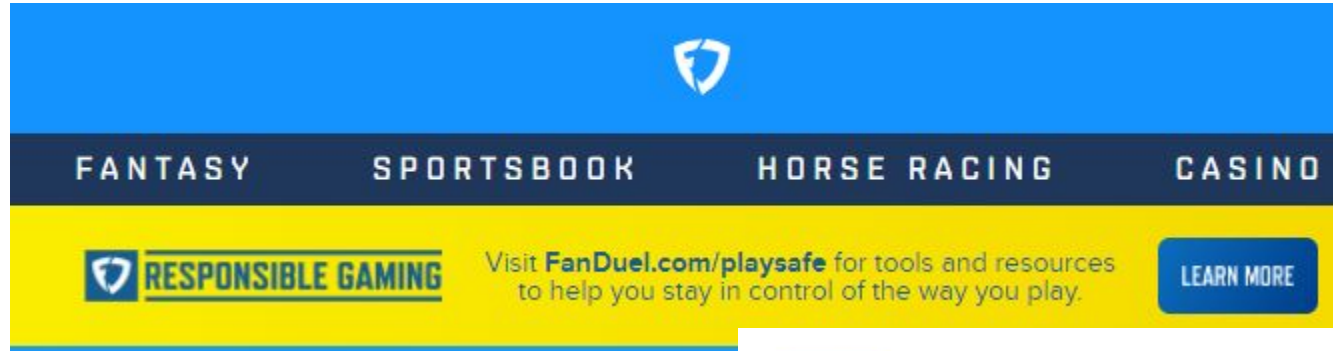 FANTASY SPORTSBOOK HORSE RACING CASINO
RESPONSIBLE GAMING
Visit FanDuel.com/playsafe for tools and resources
to help you stay in control of the way you play.
LEARN MORE